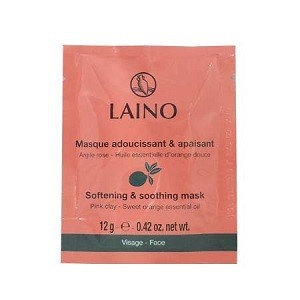 LAINO
Masque adoucissant & apaisant
Argile rose - Huile essentielle d'orange douce
Softening & soothing mask
Pink clay - Sweet orange essential oil
12 g - ℮ - 0.42 oz. net wt.
Visage - Face